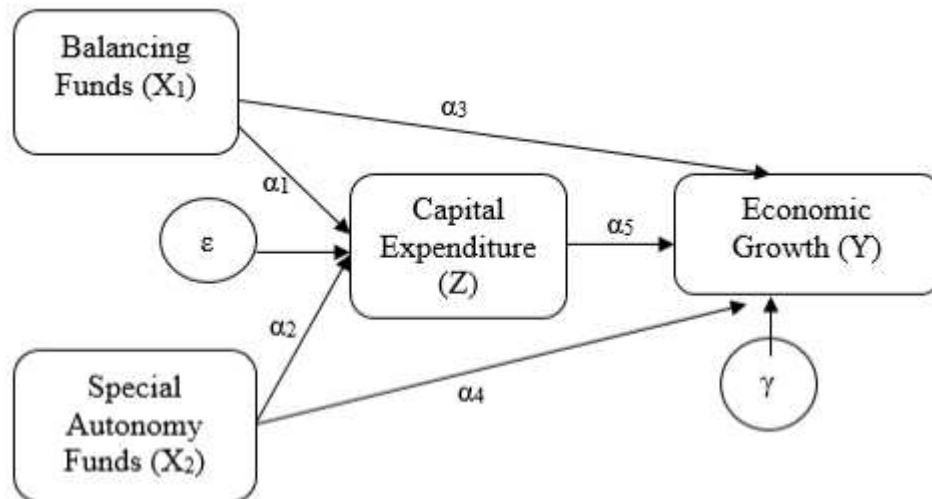 Balancing
Funds (X₁)
α3
α1
ε
Capital
Expenditure
(Z)
α5
Economic
Growth (Y)
α2
Special
Autonomy
Funds (X₂)
α4
γ